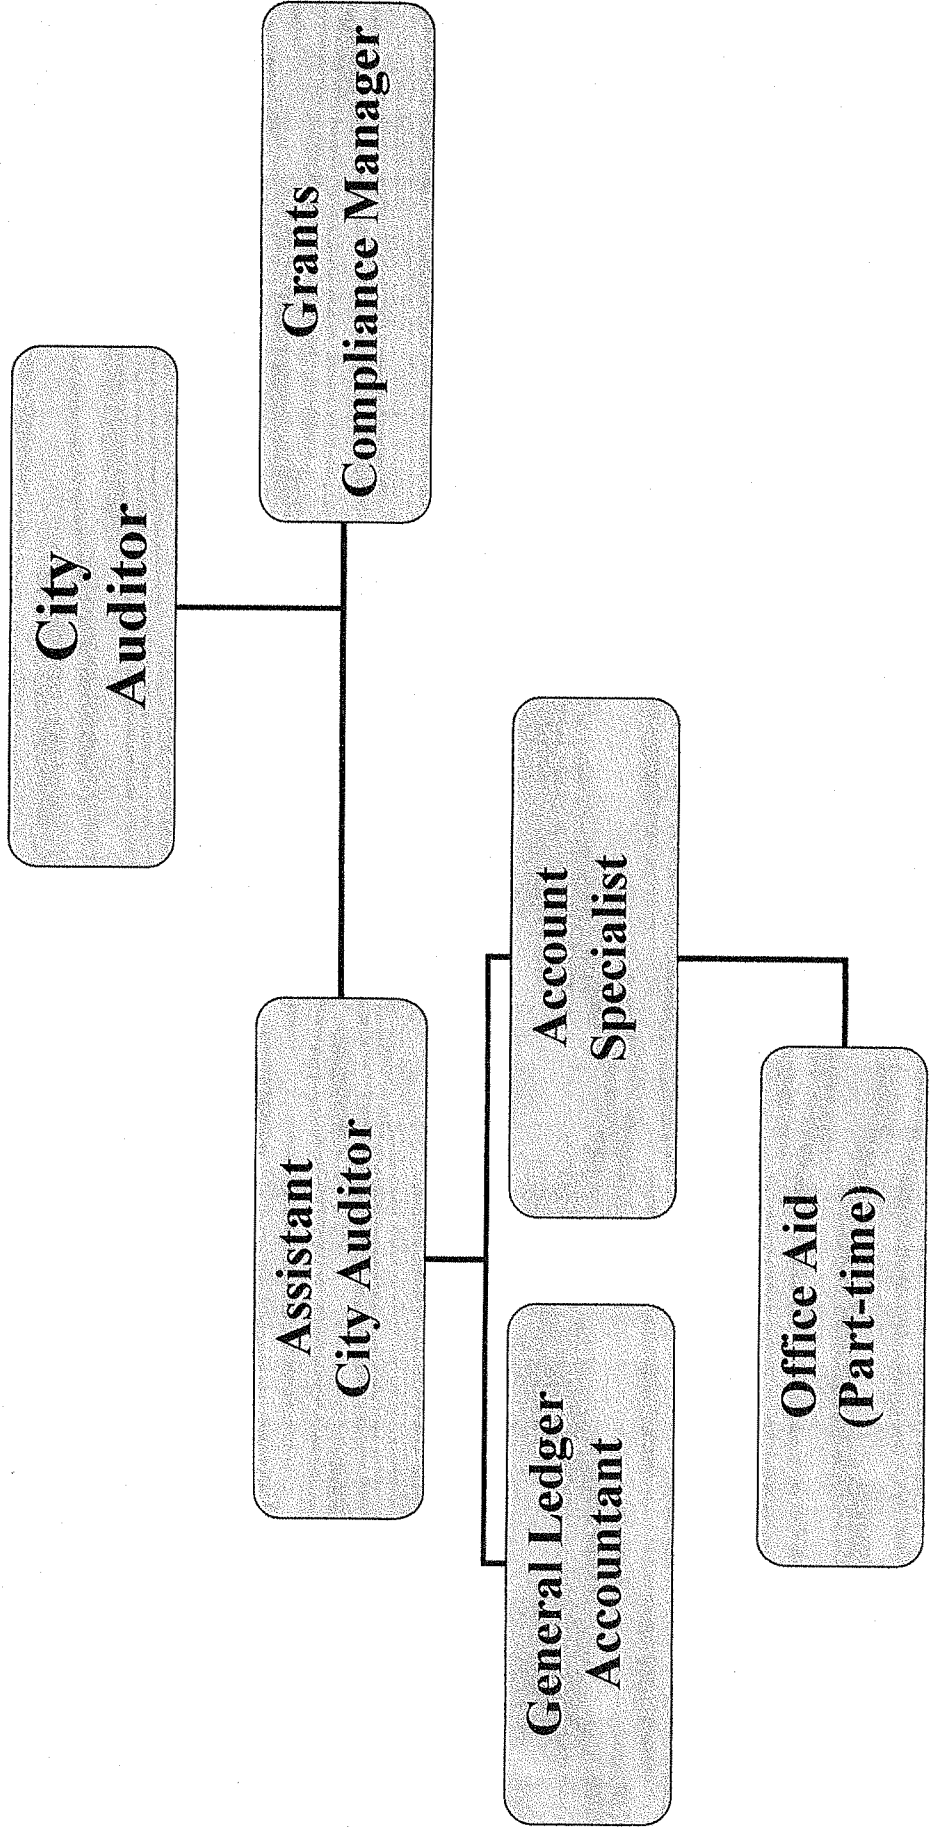 City
Auditor
Assistant
City Auditor
Grants
Compliance Manager
General Ledger
Accountant
Account
Specialist
Office Aid
(Part-time)